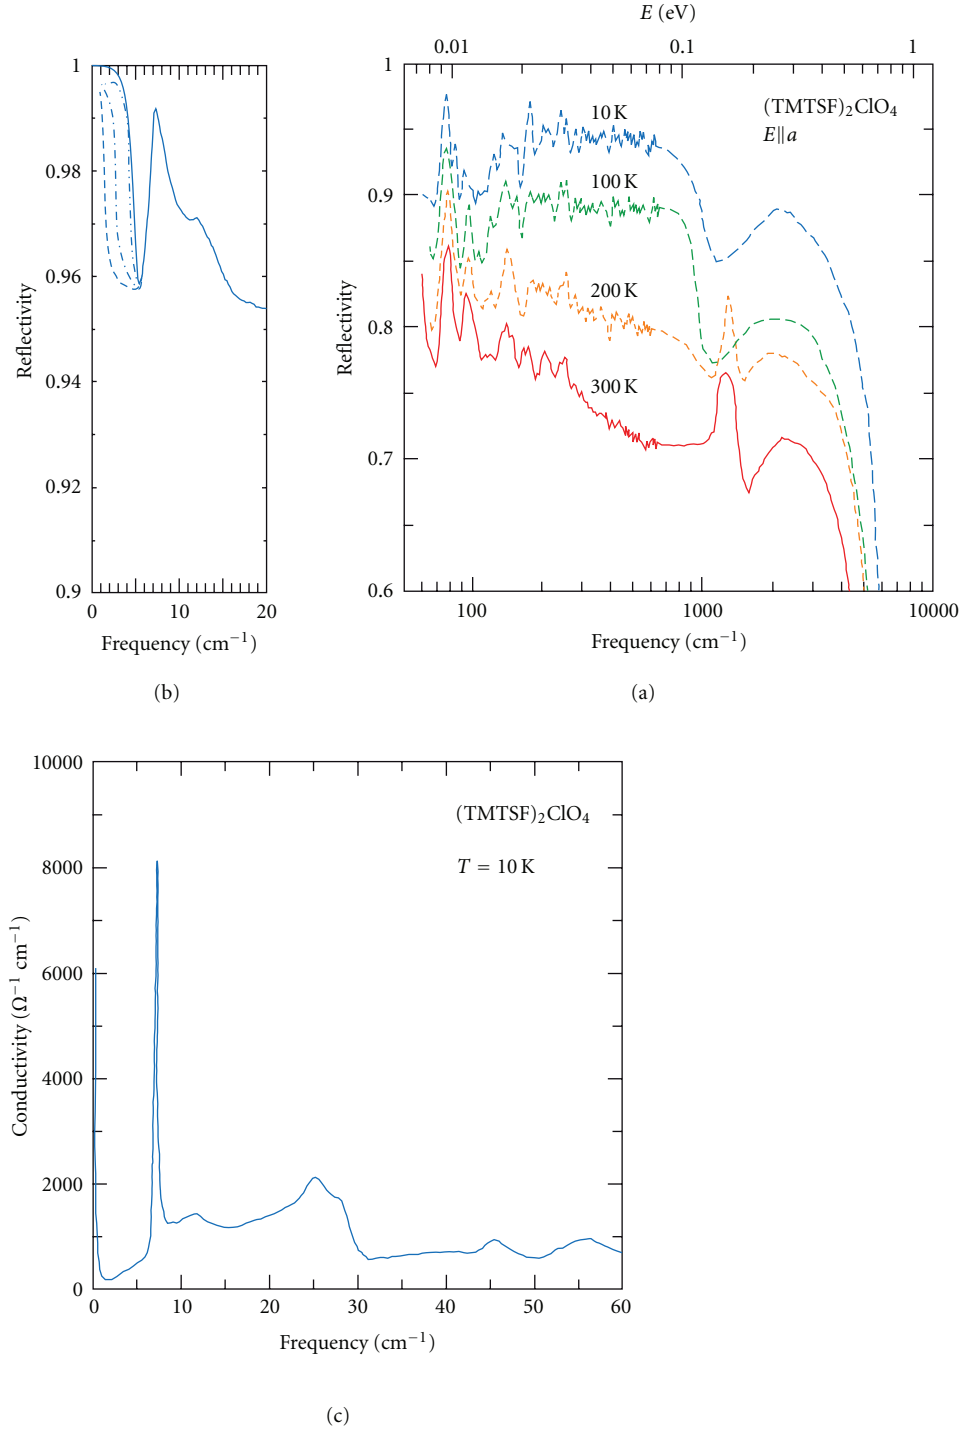 E (eV)
0.01
0.1
1
1
0.98
0.96
0.94
0.92
0.9
0
10
20
Reflectivity
Frequency (cm⁻¹)
(b)
1
0.9
0.8
0.7
0.6
100
1000
10000
Reflectivity
10 K
100 K
200 K
300 K
(TMTSF)₂ClO₄
E||a
Frequency (cm⁻¹)
(a)
10000
8000
6000
4000
2000
0
0
10
20
30
40
50
60
Conductivity (Ω⁻¹ cm⁻¹)
(TMTSF)₂ClO₄
T = 10 K
Frequency (cm⁻¹)
(c)